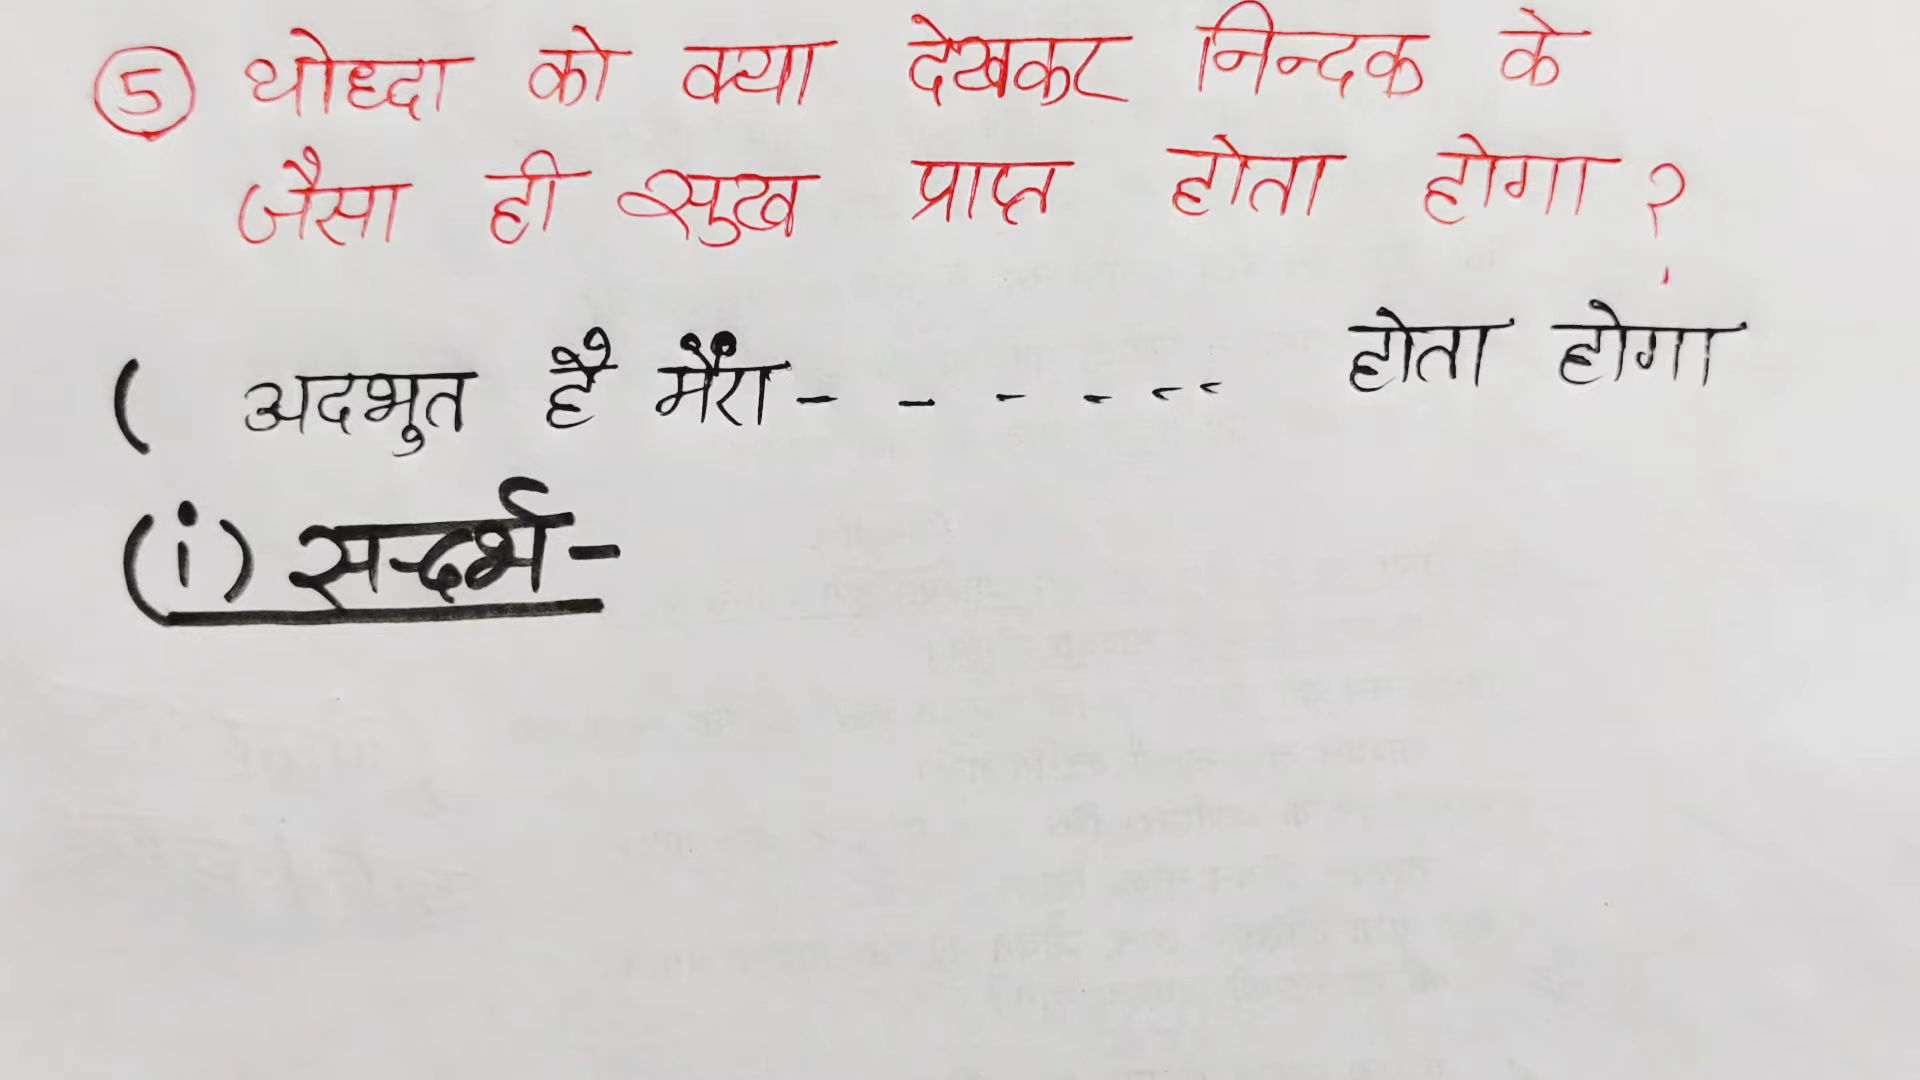 ⑤ योध्दा को क्या देखकर निन्दक के
जैसा ही सुख प्राप्त होता होगा ?
( अदभुत है मेंरा - - - - - - होता होगा
(i) सन्दर्भ -